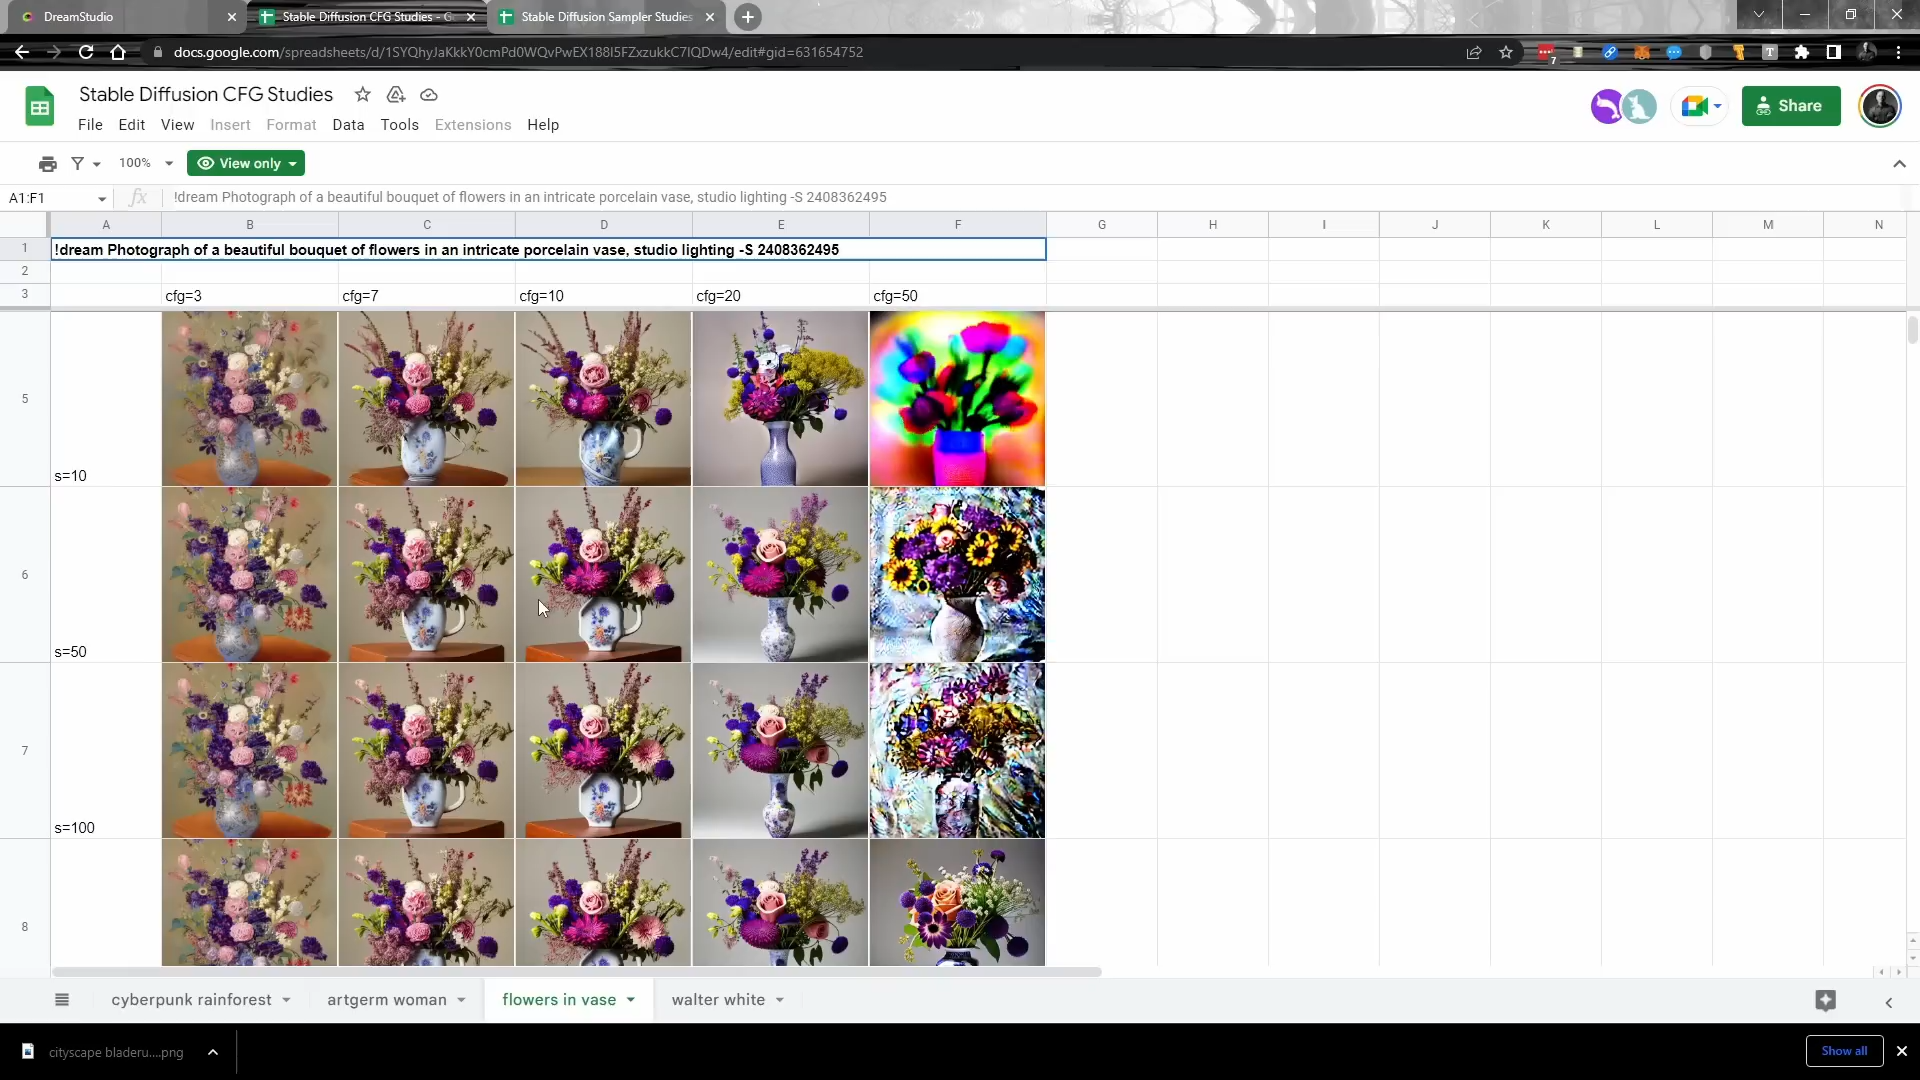 DreamStudio
Stable Diffusion CFG Studies - G
Stable Diffusion Sampler Studies
docs.google.com/spreadsheets/d/1SYQhyJaKkkY0cmPd0WQvPwEX188I5FZxzukkC7IQDw4/edit#gid=631654752
7
Stable Diffusion CFG Studies
File Edit View Insert Format Data Tools Extensions Help
Share
100%
View only
A1:F1
fx
!dream Photograph of a beautiful bouquet of flowers in an intricate porcelain vase, studio lighting -S 2408362495
A B C D E F G H I J K L M N
1 !dream Photograph of a beautiful bouquet of flowers in an intricate porcelain vase, studio lighting -S 2408362495
2
3 cfg=3 cfg=7 cfg=10 cfg=20 cfg=50
5 s=10
6 s=50
7 s=100
8
cyberpunk rainforest artgerm woman flowers in vase walter white
cityscape bladeru....png
Show all